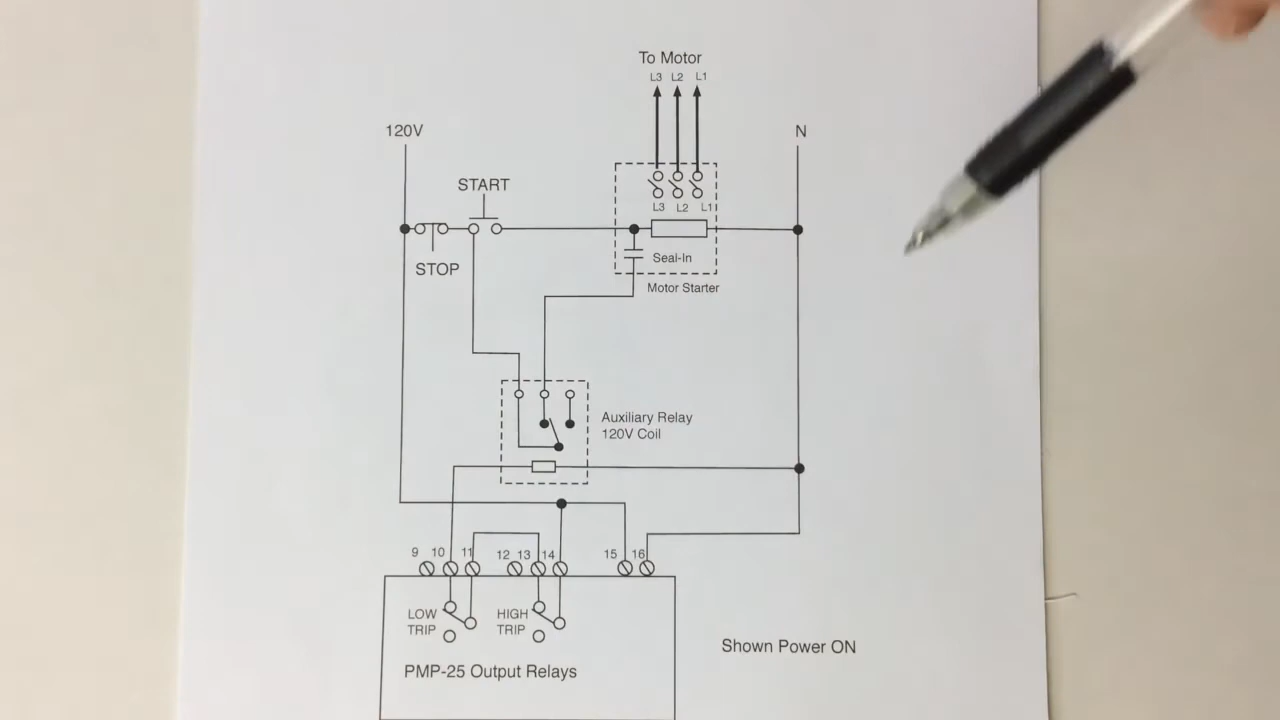 To Motor
L3 L2 L1
120V
N
START
L3 L2 L1
STOP
Seal-In
Motor Starter
Auxiliary Relay
120V Coil
9 10 11 12 13 14 15 16
LOW
TRIP
HIGH
TRIP
Shown Power ON
PMP-25 Output Relays